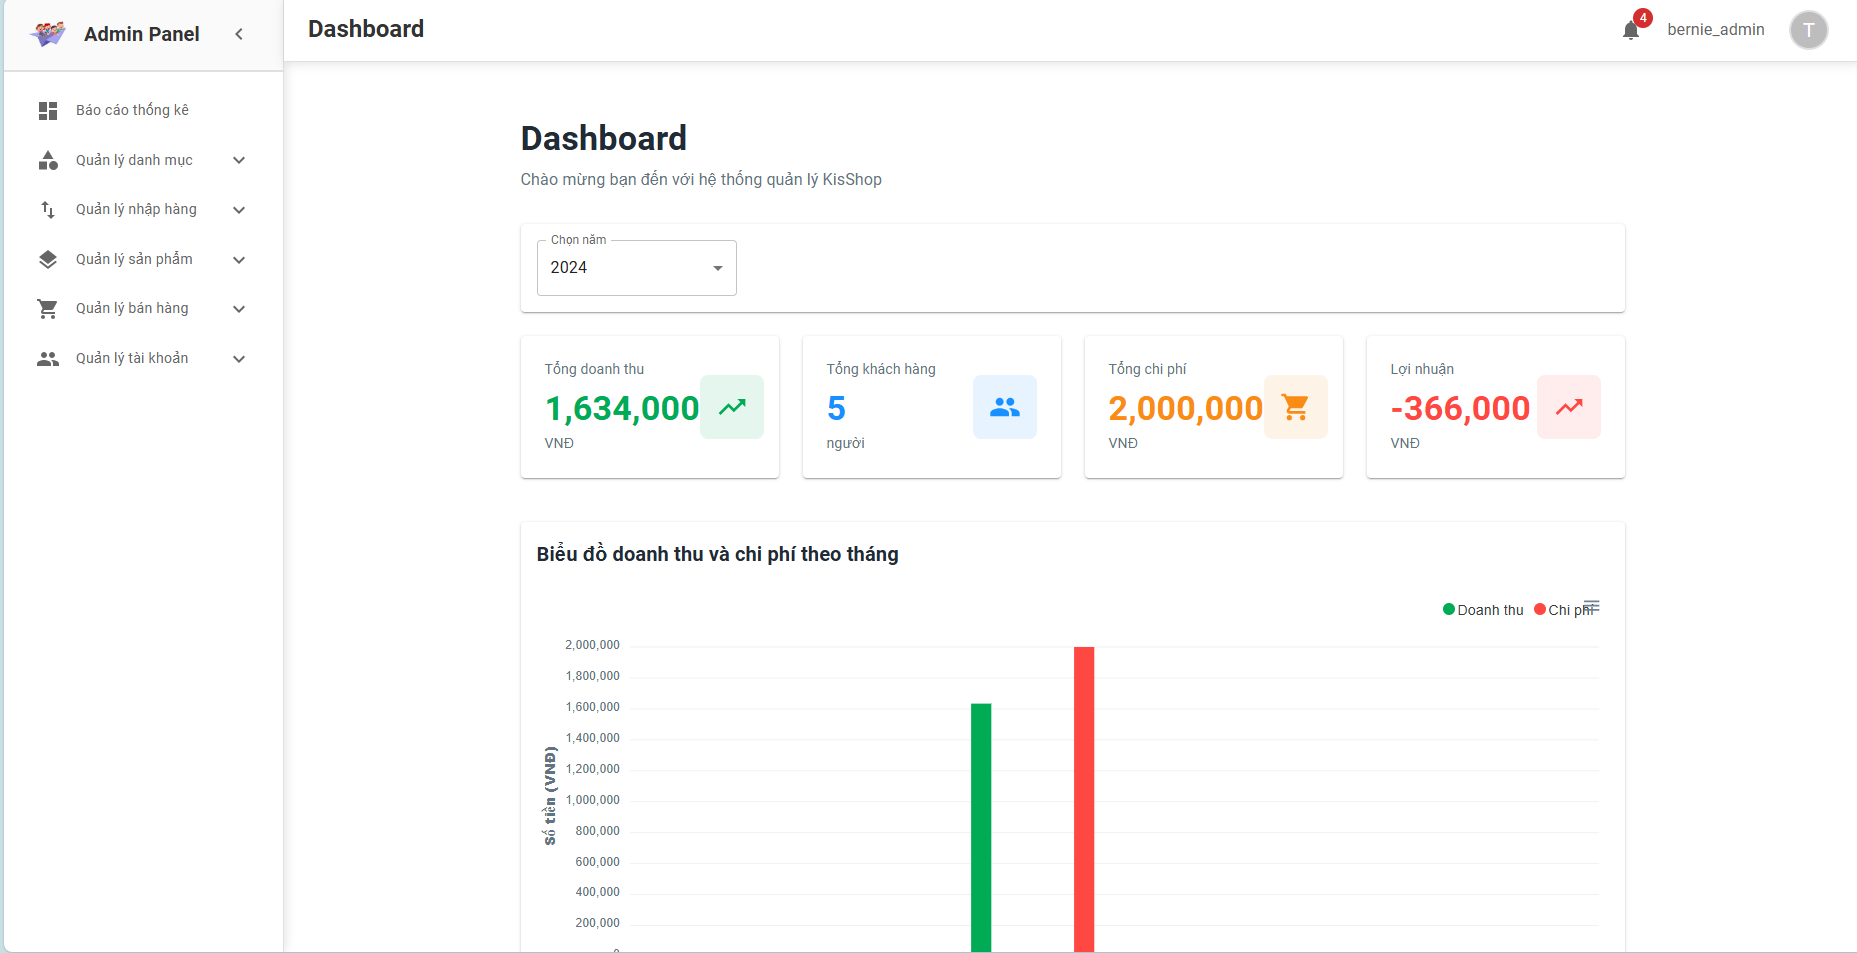 Admin Panel
Dashboard
4
bernie_admin
T
Báo cáo thống kê
Quản lý danh mục
Quản lý nhập hàng
Quản lý sản phẩm
Quản lý bán hàng
Quản lý tài khoản
Dashboard
Chào mừng bạn đến với hệ thống quản lý KisShop
Chọn năm
2024
Tổng doanh thu
1,634,000
VNĐ
Tổng khách hàng
5
người
Tổng chi phí
2,000,000
VNĐ
Lợi nhuận
-366,000
VNĐ
Biểu đồ doanh thu và chi phí theo tháng
Doanh thu
Chi phí
Số tiền (VNĐ)
2,000,000
1,800,000
1,600,000
1,400,000
1,200,000
1,000,000
800,000
600,000
400,000
200,000